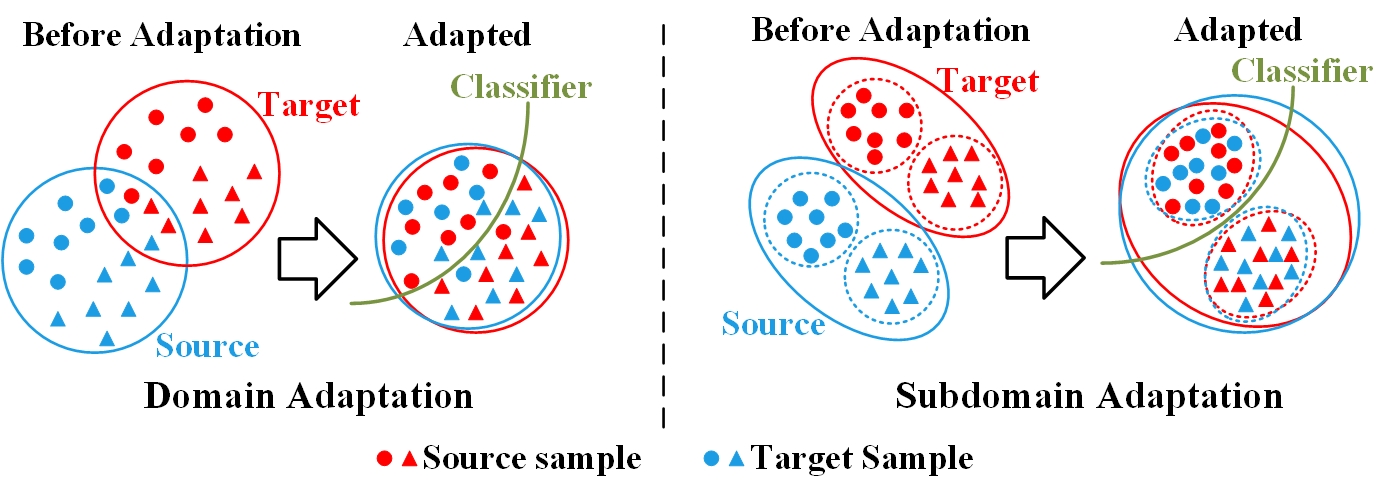 Before Adaptation
Adapted
Classifier
Target
Source
Domain Adaptation
Before Adaptation
Adapted
Classifier
Target
Source
Subdomain Adaptation
Source sample
Target Sample